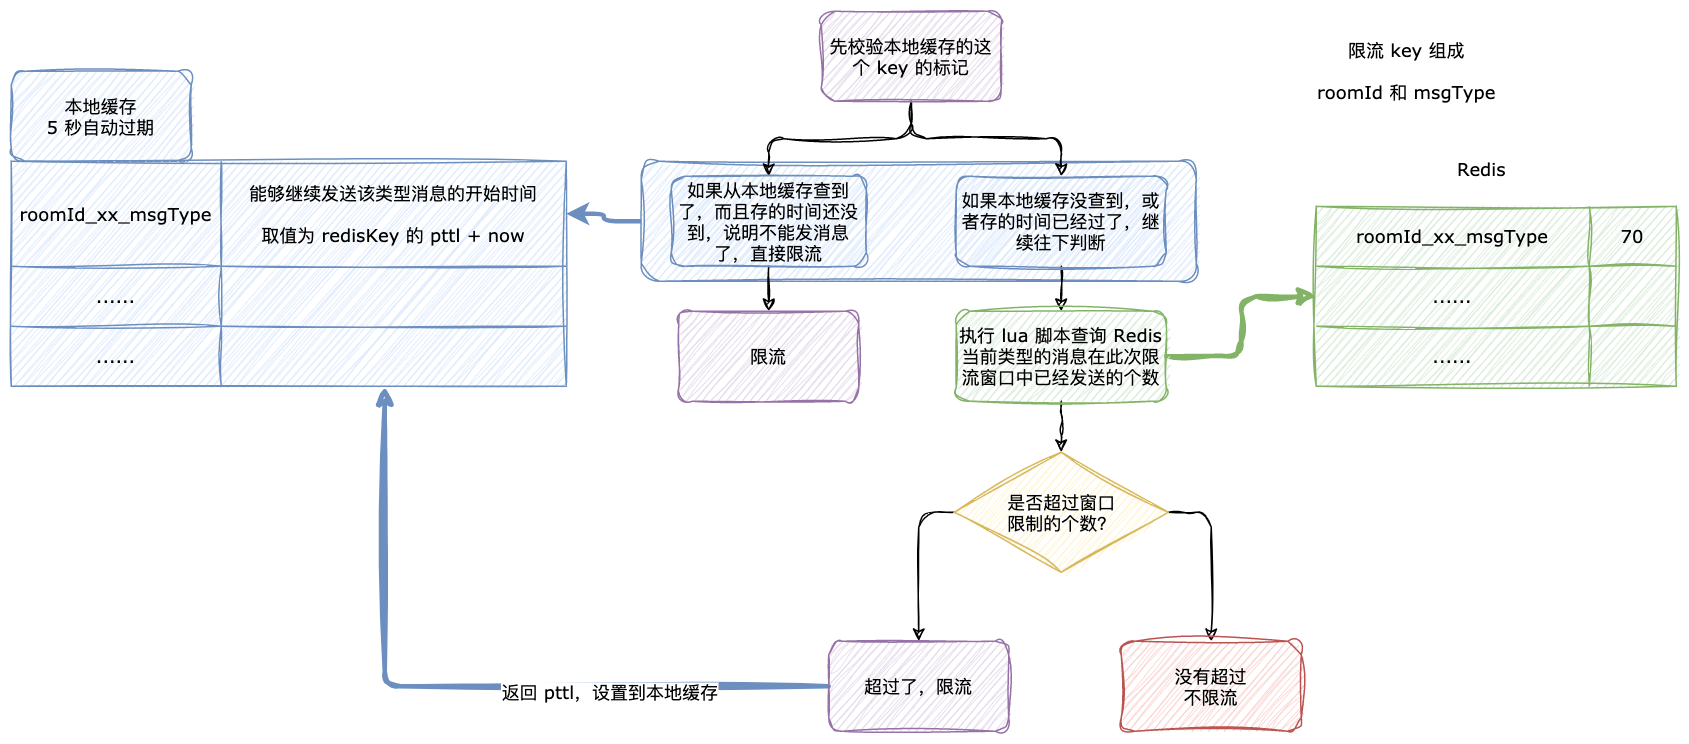 先校验本地缓存的这
个 key 的标记
限流 key 组成
roomId 和 msgType
本地缓存
5 秒自动过期
roomId_xx_msgType
能够继续发送该类型消息的开始时间
取值为 redisKey 的 pttl + now
......
......
如果从本地缓存查到
了，而且存的时间还没
到，说明不能发消息
了，直接限流
如果本地缓存没查到，或
者存的时间已经过了，继
续往下判断
Redis
roomId_xx_msgType
70
......
......
限流
执行 lua 脚本查询 Redis
当前类型的消息在此次限
流窗口中已经发送的个数
是否超过窗口
限制的个数?
返回 pttl，设置到本地缓存
超过了，限流
没有超过
不限流